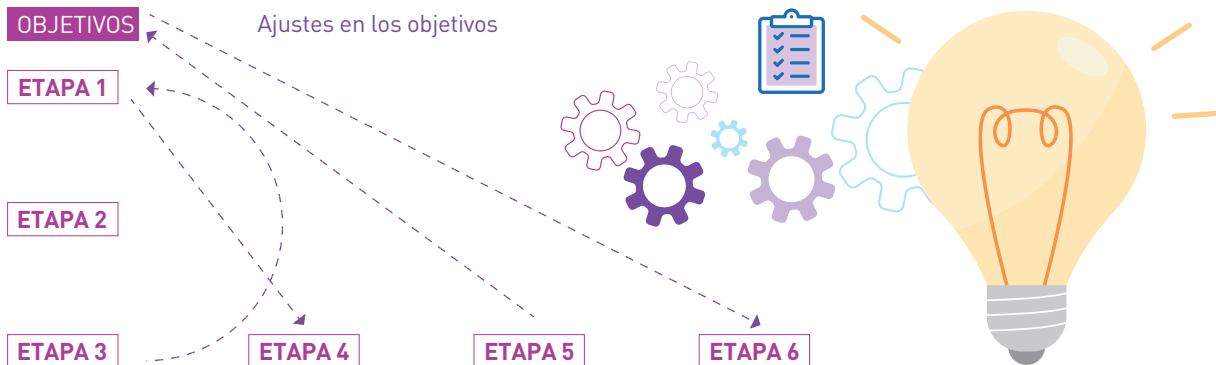 OBJETIVOS
Ajustes en los objetivos
ETAPA 1
ETAPA 2
ETAPA 3
ETAPA 4
ETAPA 5
ETAPA 6